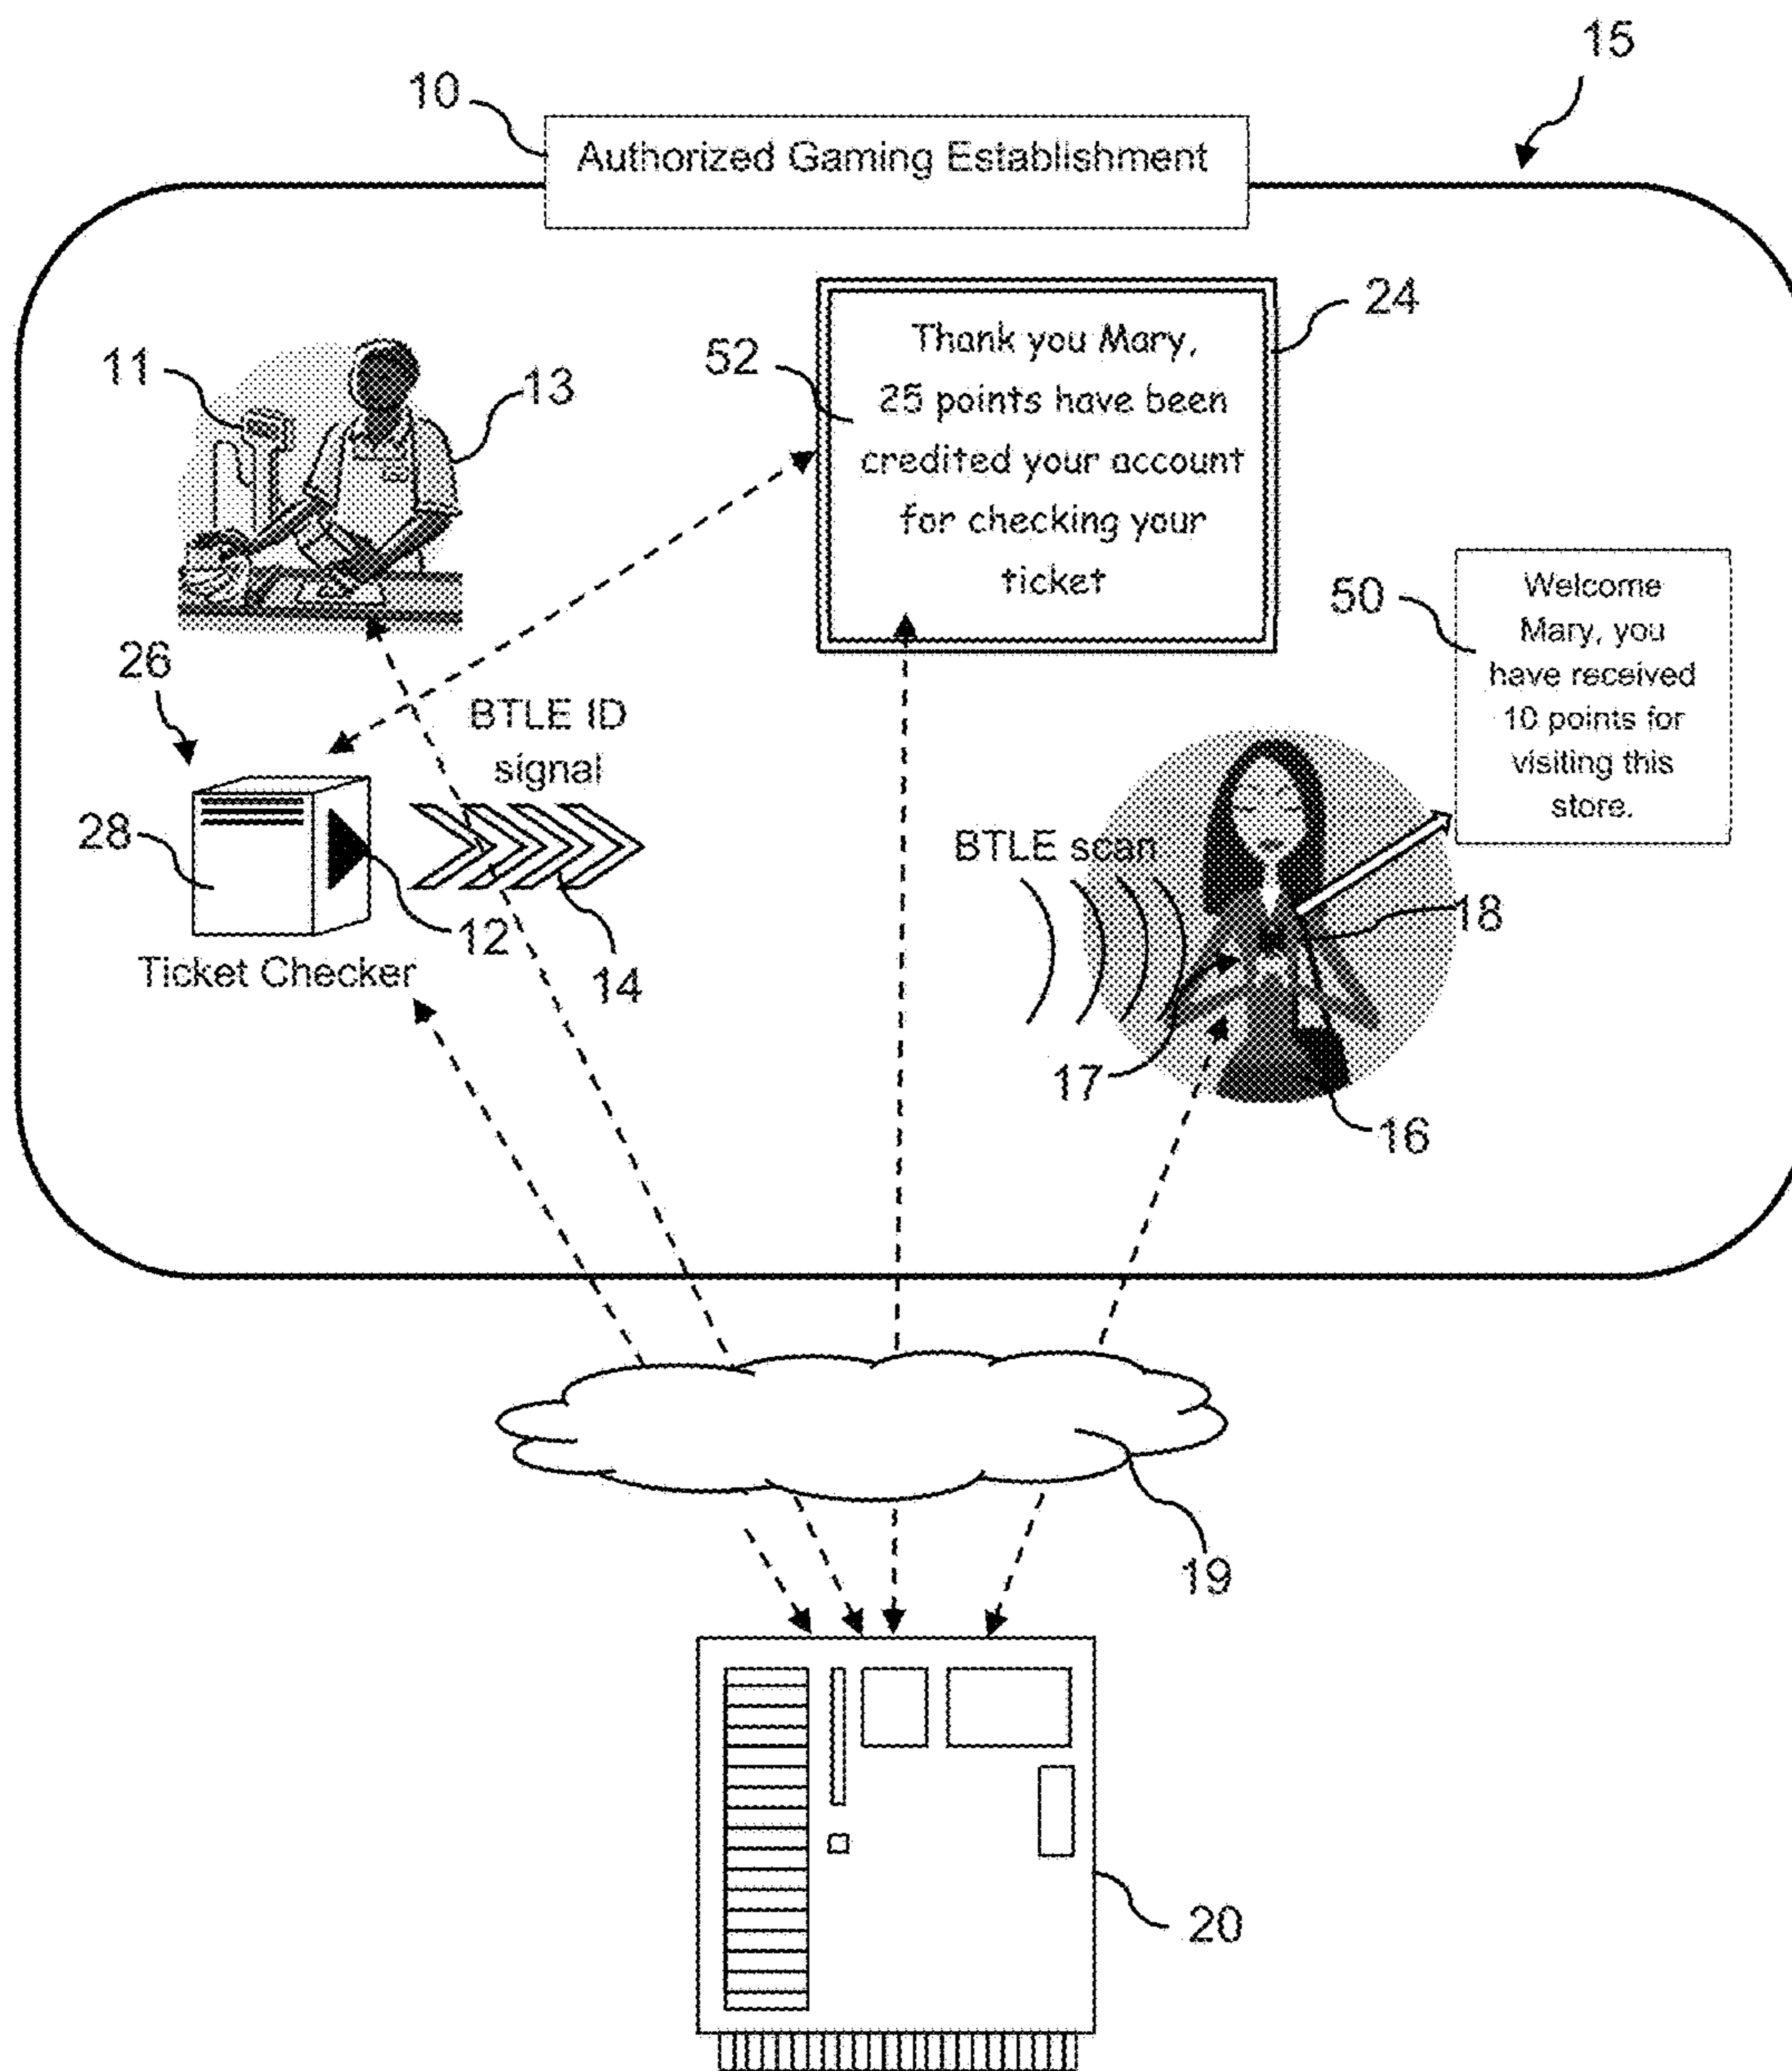 15
10
Authorized Gaming Establishment
24
Thank you Mary,
25 points have been
credited your account
for checking your
ticket
52
11
13
50
Welcome
Mary, you
have received
10 points for
visiting this
store.
26
BTLE ID
signal
28
12
14
Ticket Checker
BTLE scan
18
17
16
19
20